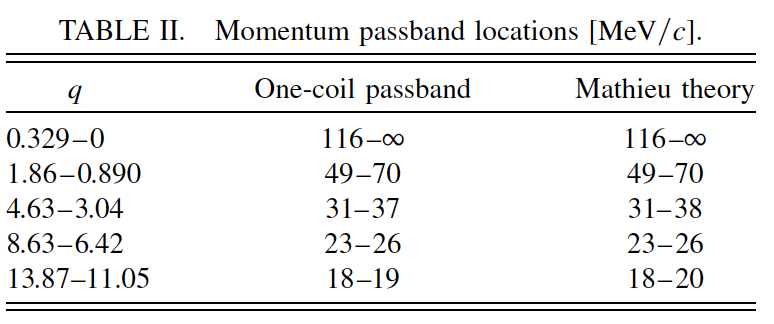 TABLE II. Momentum passband locations [MeV/c].
q One-coil passband Mathieu theory
0.329–0 116–∞ 116–∞
1.86–0.890 49–70 49–70
4.63–3.04 31–37 31–38
8.63–6.42 23–26 23–26
13.87–11.05 18–19 18–20